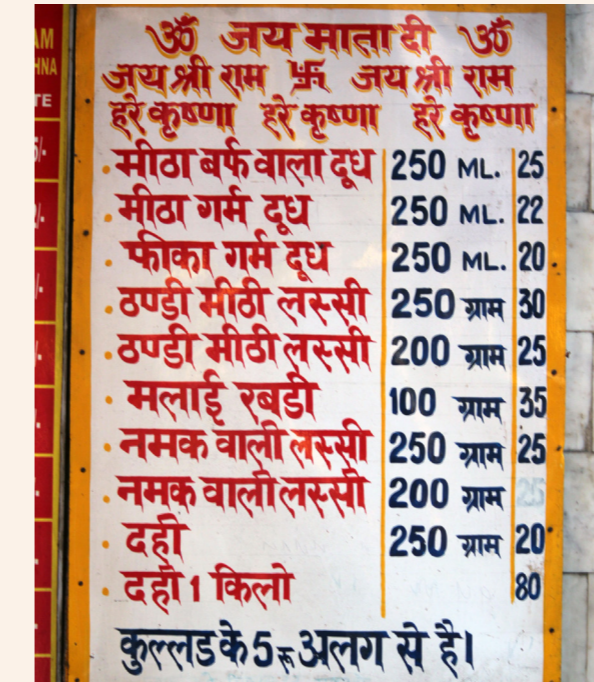 ॐ जय माता दी ॐ
जय श्री राम 卐 जय श्री राम
हरे कृष्णा हरे कृष्णा हरे कृष्णा
मीठा बर्फ वाला दूध 250 ML. 25
मीठा गर्म दूध 250 ML. 22
फीका गर्म दूध 250 ML. 20
ठण्डी मीठी लस्सी 250 ग्राम 30
ठण्डी मीठी लस्सी 200 ग्राम 25
मलाई रबडी 100 ग्राम 35
नमक वाली लस्सी 250 ग्राम 25
नमक वाली लस्सी 200 ग्राम 25
दही 250 ग्राम 20
दही 1 किलो 80
कुल्लड के 5 रू अलग से है।